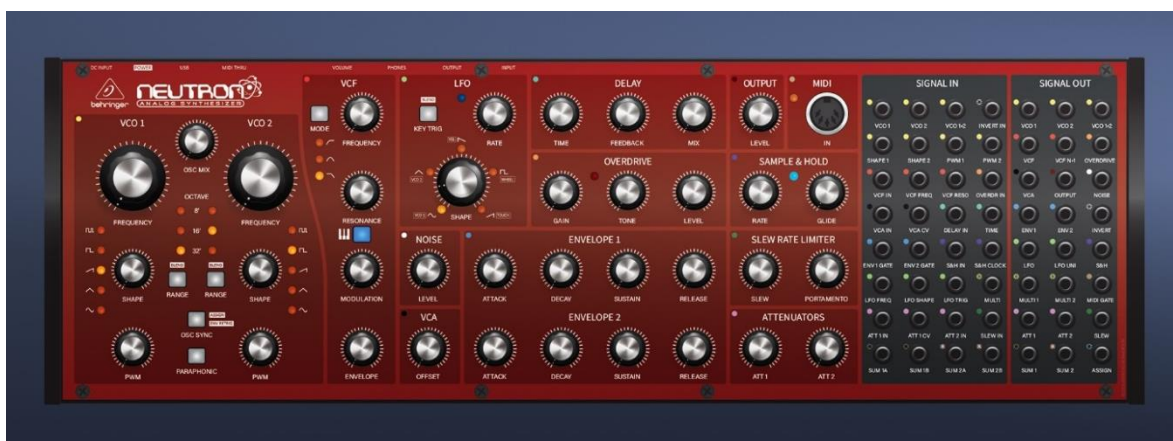 DC INPUT POWER USB MIDI THRU VOLUME PHONES OUTPUT INPUT
behringer
NEUTRON
ANALOG SYNTHESIZER
VCO 1
VCO 2
OSC MIX
FREQUENCY
OCTAVE
FREQUENCY
8'
16'
32'
SHAPE
RANGE
RANGE
SHAPE
OSC SYNC
PWM
PARAPHONIC
PWM
VCF
MODE
FREQUENCY
RESONANCE
MODULATION
ENVELOPE
LFO
KEY TRIG
RATE
SHAPE
NOISE
LEVEL
VCA
OFFSET
DELAY
TIME FEEDBACK MIX
OVERDRIVE
GAIN TONE LEVEL
ENVELOPE 1
ATTACK DECAY SUSTAIN RELEASE
ENVELOPE 2
ATTACK DECAY SUSTAIN RELEASE
OUTPUT
LEVEL
MIDI
IN
SAMPLE & HOLD
RATE GLIDE
SLEW RATE LIMITER
SLEW PORTAMENTO
ATTENUATORS
ATT 1 ATT 2
SIGNAL IN
VCO 1 VCO 2 VCO 1+2 INVERT IN
SHAPE 1 SHAPE 2 PWM 1 PWM 2
VCF IN VCF FREQ VCF RESO OVERDR IN
VCA IN VCA CV DELAY IN TIME
ENV 1 GATE ENV 2 GATE S&H IN S&H CLOCK
LFO FREQ LFO SHAPE LFO TRIG MULTI
ATT 1 IN ATT 1 CV ATT 2 IN SLEW IN
SUM 1A SUM 1B SUM 2A SUM 2B
SIGNAL OUT
VCO 1 VCO 2 VCO 1+2
VCF OVERDRIVE
VCA OUTPUT NOISE
ENV 1 ENV 2 INVERT
LFO LFO UNI S&H
MULTI 1 MULTI 2 MIDI GATE
ATT 1 ATT 2 SLEW
SUM 1 SUM 2 ASSIGN